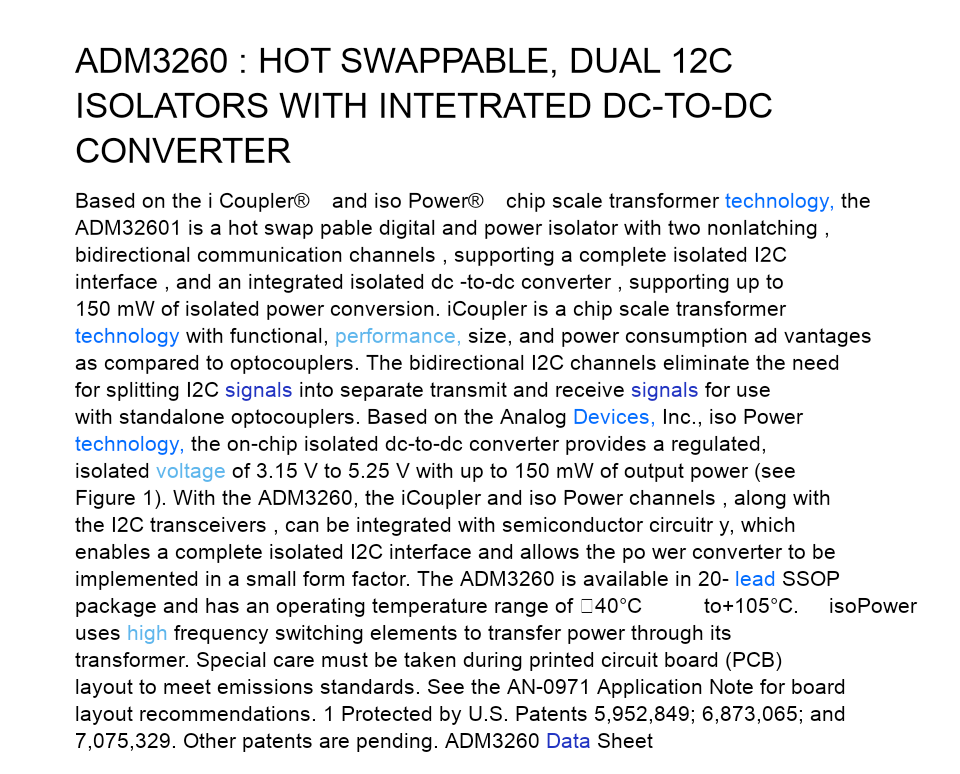 ADM3260 : HOT SWAPPABLE, DUAL 12C
ISOLATORS WITH INTETRATED DC-TO-DC
CONVERTER
Based on the i Coupler® and iso Power® chip scale transformer technology, the
ADM32601 is a hot swap pable digital and power isolator with two nonlatching ,
bidirectional communication channels , supporting a complete isolated I2C
interface , and an integrated isolated dc -to-dc converter , supporting up to
150 mW of isolated power conversion. iCoupler is a chip scale transformer
technology with functional, performance, size, and power consumption ad vantages
as compared to optocouplers. The bidirectional I2C channels eliminate the need
for splitting I2C signals into separate transmit and receive signals for use
with standalone optocouplers. Based on the Analog Devices, Inc., iso Power
technology, the on-chip isolated dc-to-dc converter provides a regulated,
isolated voltage of 3.15 V to 5.25 V with up to 150 mW of output power (see
Figure 1). With the ADM3260, the iCoupler and iso Power channels , along with
the I2C transceivers , can be integrated with semiconductor circuitr y, which
enables a complete isolated I2C interface and allows the po wer converter to be
implemented in a small form factor. The ADM3260 is available in 20- lead SSOP
package and has an operating temperature range of □40°C to+105°C. isoPower
uses high frequency switching elements to transfer power through its
transformer. Special care must be taken during printed circuit board (PCB)
layout to meet emissions standards. See the AN-0971 Application Note for board
layout recommendations. 1 Protected by U.S. Patents 5,952,849; 6,873,065; and
7,075,329. Other patents are pending. ADM3260 Data Sheet